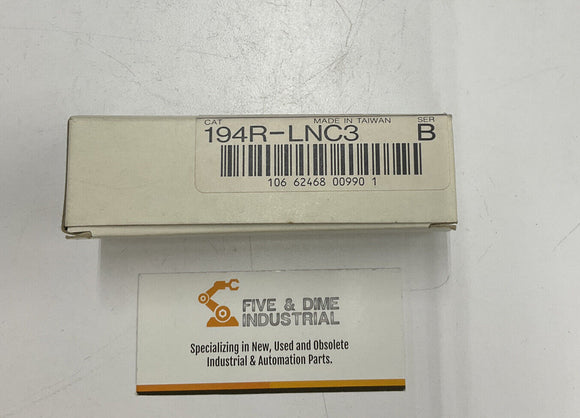 CAT MADE IN TAIWAN SER
194R-LNC3 B
106 62468 00990 1
FIVE & DIME
INDUSTRIAL
Specializing in New, Used and Obsolete
Industrial & Automation Parts.